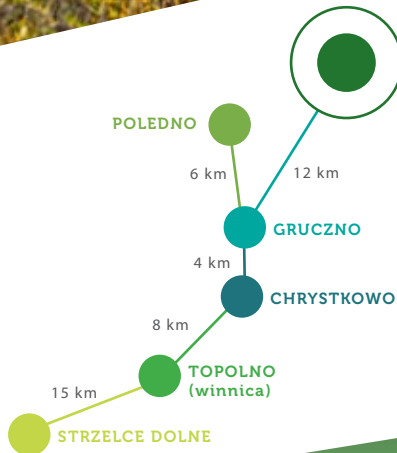 POLEDNO
6 km
12 km
GRUCZNO
4 km
CHRYSTKOWO
8 km
TOPOLNO
(winnica)
15 km
STRZELCE DOLNE